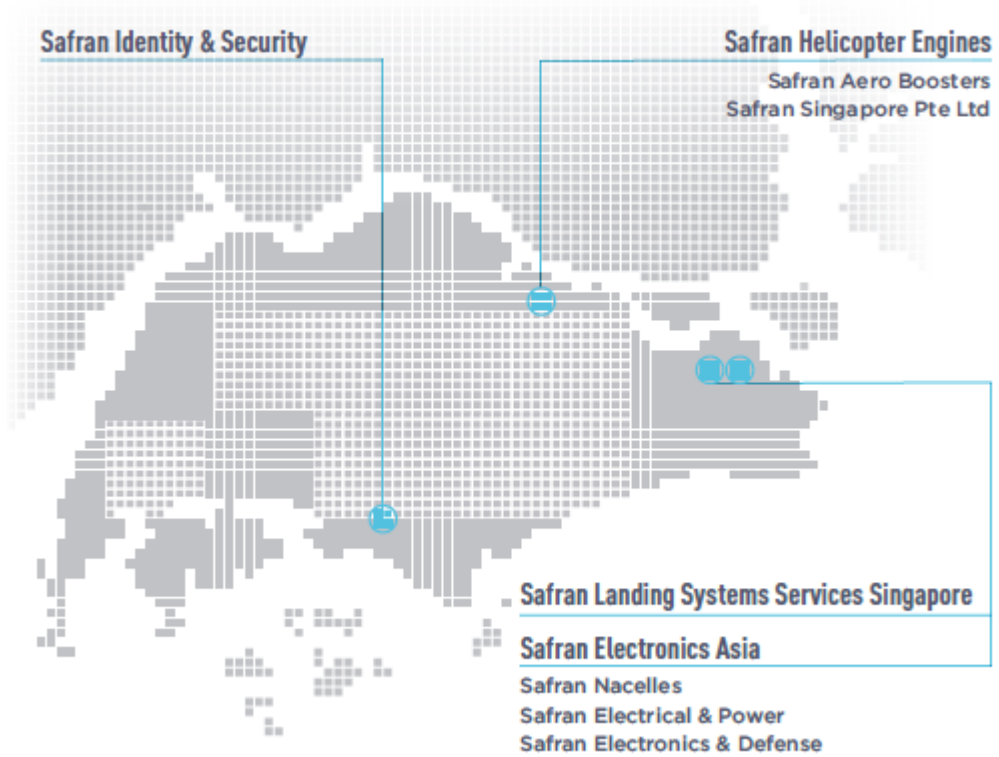 Safran Identity & Security
Safran Helicopter Engines
Safran Aero Boosters
Safran Singapore Pte Ltd
Safran Landing Systems Services Singapore
Safran Electronics Asia
Safran Nacelles
Safran Electrical & Power
Safran Electronics & Defense